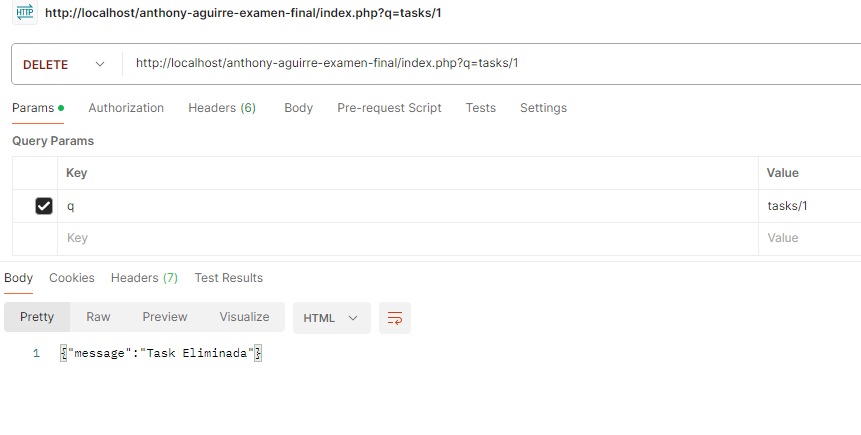 HTTP http://localhost/anthony-aguirre-examen-final/index.php?q=tasks/1
DELETE http://localhost/anthony-aguirre-examen-final/index.php?q=tasks/1
Params Authorization Headers (6) Body Pre-request Script Tests Settings
Query Params
Key Value
q tasks/1
Key Value
Body Cookies Headers (7) Test Results
Pretty Raw Preview Visualize HTML
1 {"message":"Task Eliminada"}